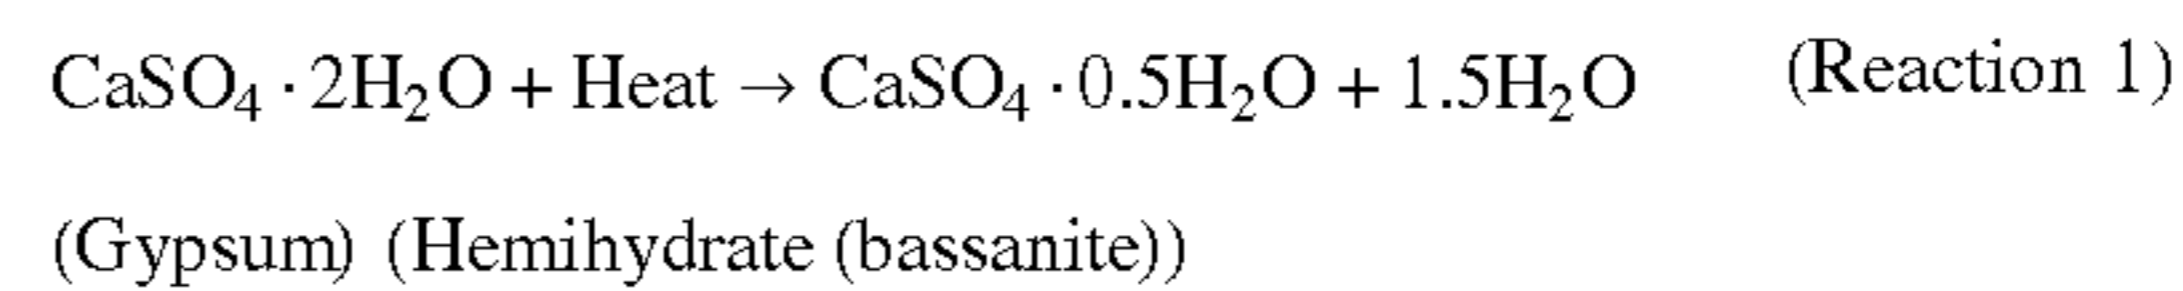 CaSO₄ · 2H₂O + Heat → CaSO₄ · 0.5H₂O + 1.5H₂O (Reaction 1)
(Gypsum) (Hemihydrate (bassanite))